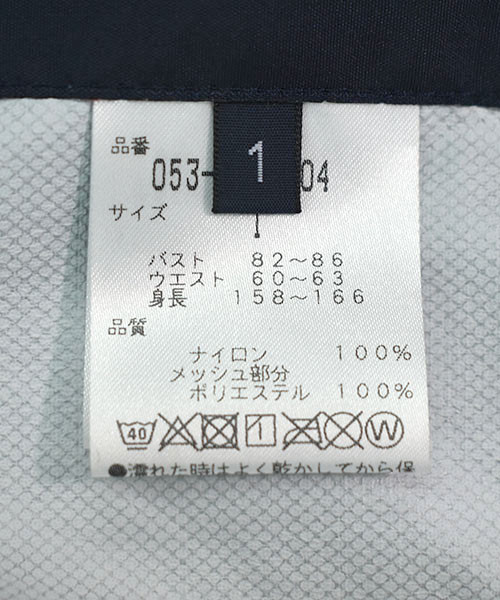 品番
053-
04
1
サイズ
バスト 82～86
ウエスト 60～63
身長 158～166
品質
ナイロン 100%
メッシュ部分
ポリエステル 100%
40 W
●濡れた時はよく乾かしてから保